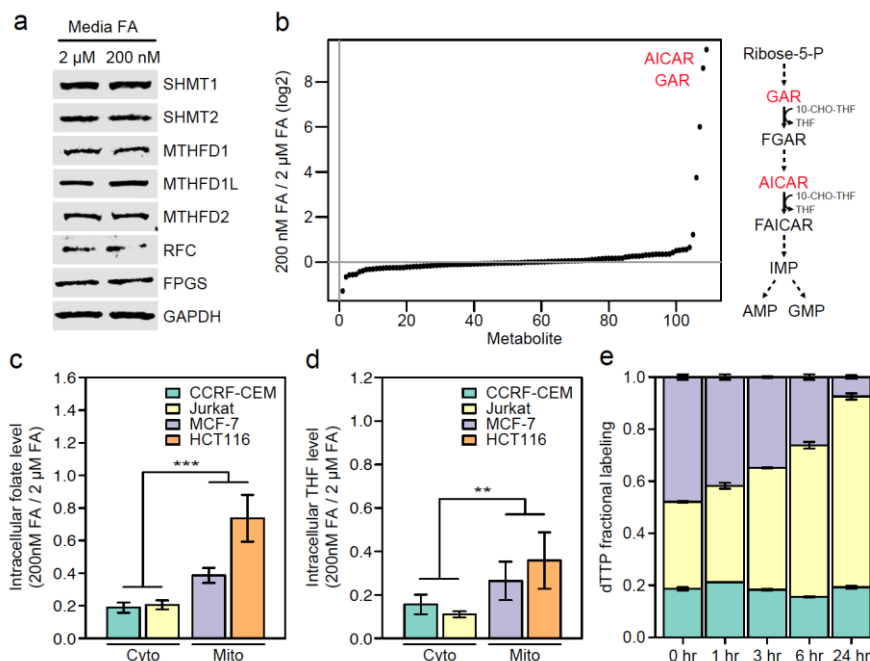 a
Media FA
2 µM 200 nM
SHMT1
SHMT2
MTHFD1
MTHFD1L
MTHFD2
RFC
FPGS
GAPDH
b
200 nM FA / 2 µM FA (log2)
8
6
4
2
0
0 20 40 60 80 100
Metabolite
AICAR
GAR
Ribose-5-P
GAR
10-CHO-THF
THF
FGAR
AICAR
10-CHO-THF
THF
FAICAR
IMP
AMP GMP
c
Intracellular folate level
(200nM FA / 2 µM FA)
1.6
1.4
1.2
1.0
0.8
0.6
0.4
0.2
0.0
CCRF-CEM
Jurkat
MCF-7
HCT116
***
Cyto Mito
d
Intracellular THF level
(200nM FA / 2 µM FA)
1.2
1.0
0.8
0.6
0.4
0.2
0.0
CCRF-CEM
Jurkat
MCF-7
HCT116
**
Cyto Mito
e
dTTP fractional labeling
1.0
0.8
0.6
0.4
0.2
0.0
0 hr 1 hr 3 hr 6 hr 24 hr